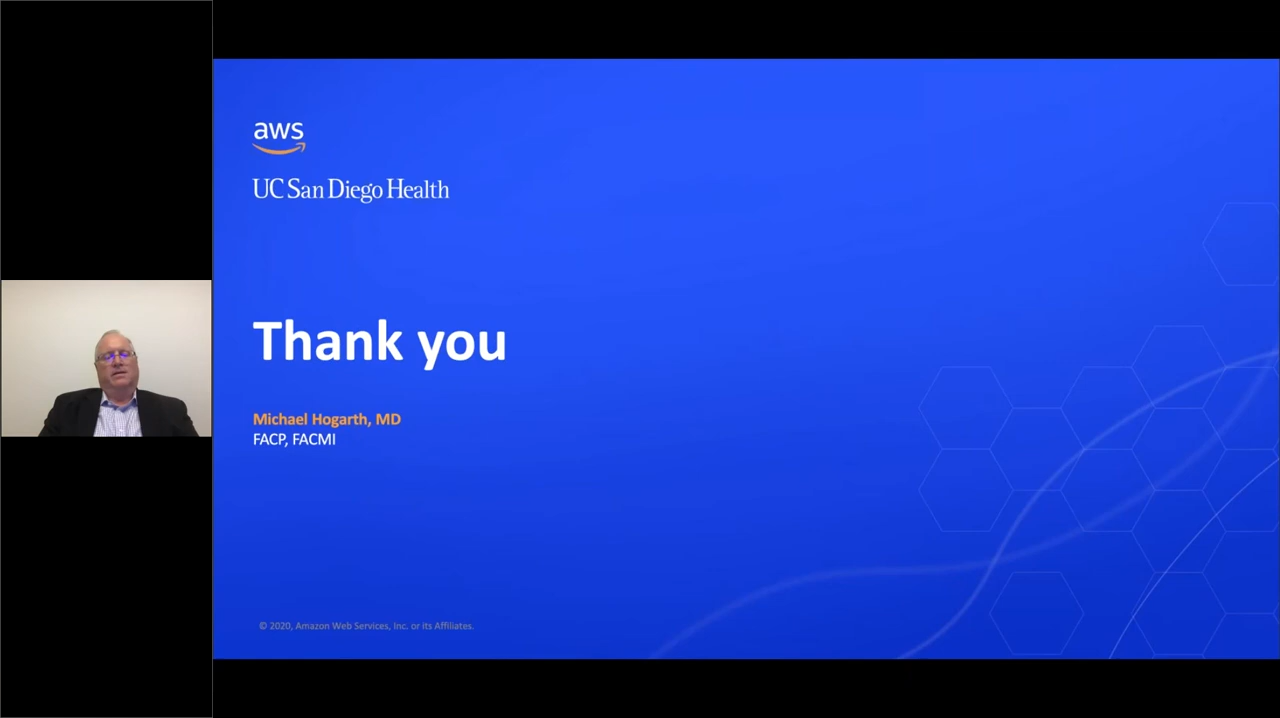 aws
UC San Diego Health
Thank you
Michael Hogarth, MD
FACP, FACMI
© 2020, Amazon Web Services, Inc. or its Affiliates.